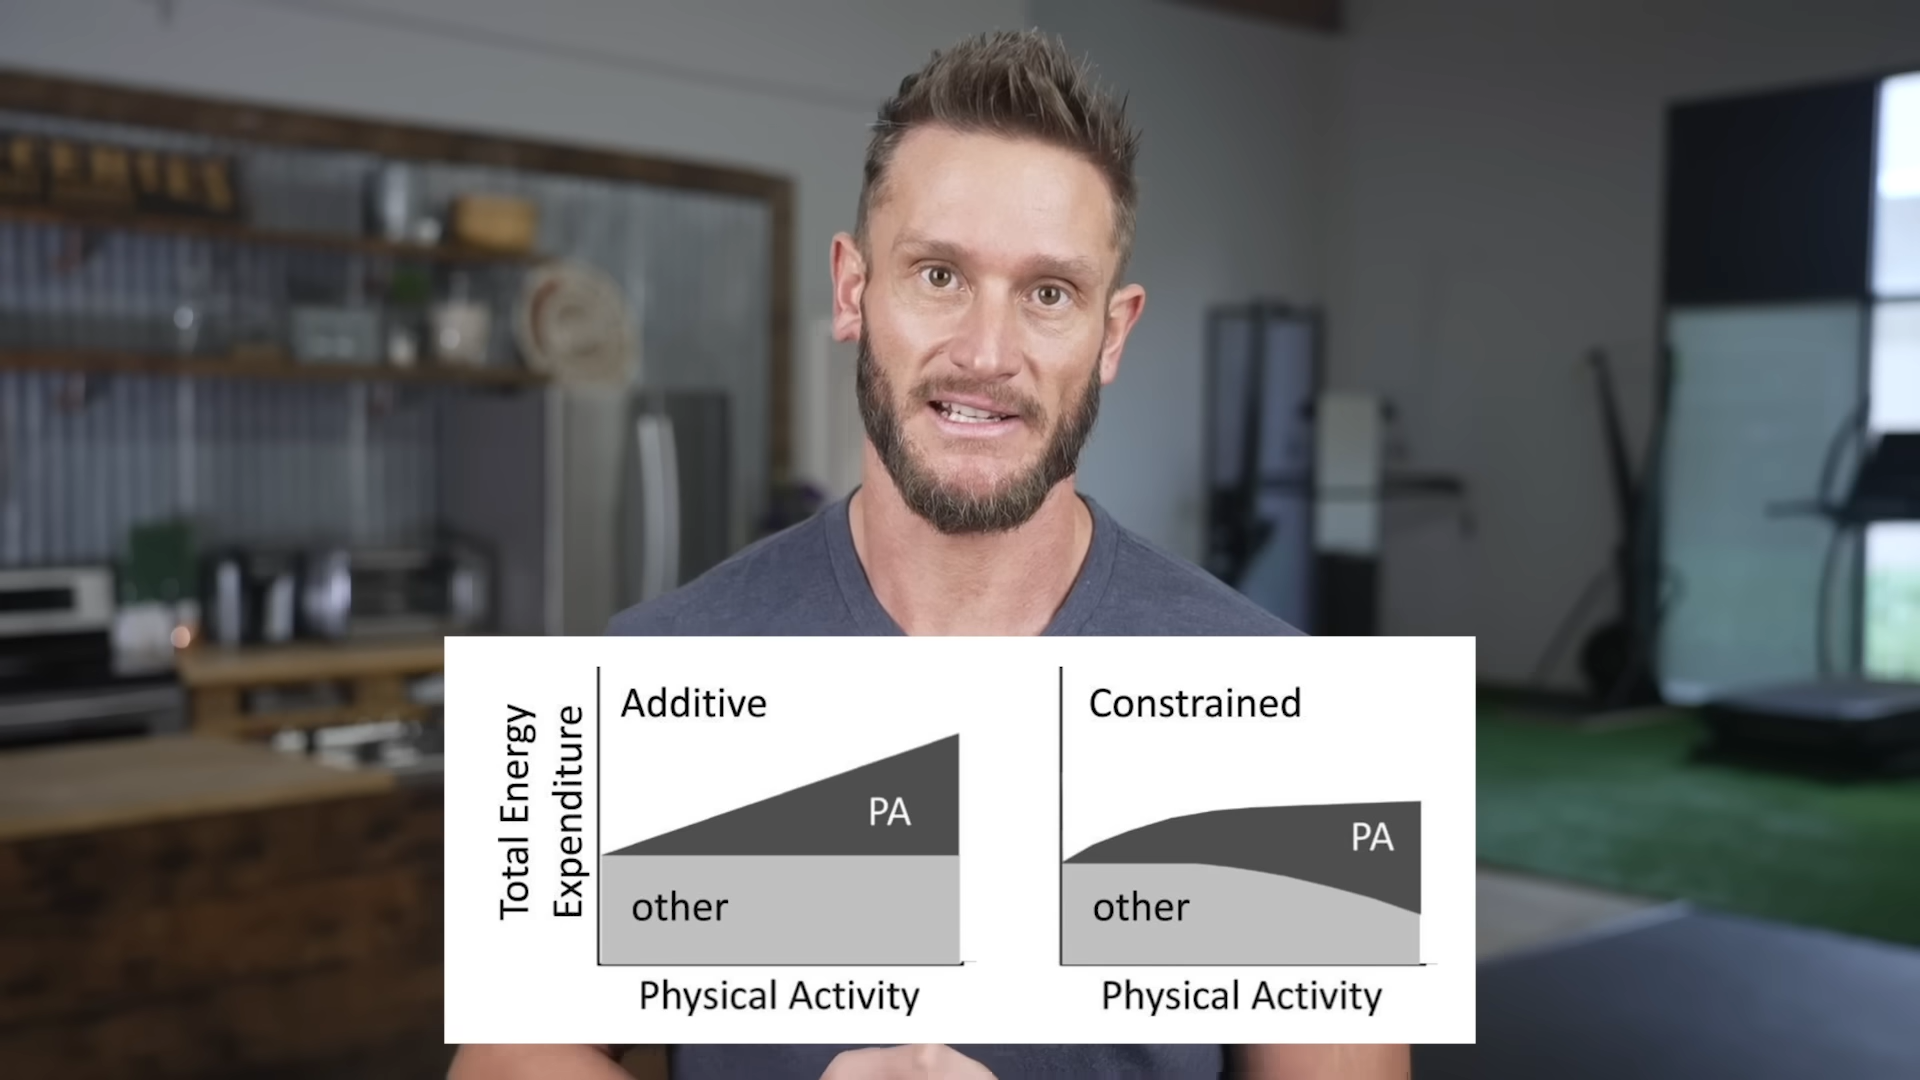 Total Energy
Expenditure
Additive
PA
other
Physical Activity
Constrained
PA
other
Physical Activity